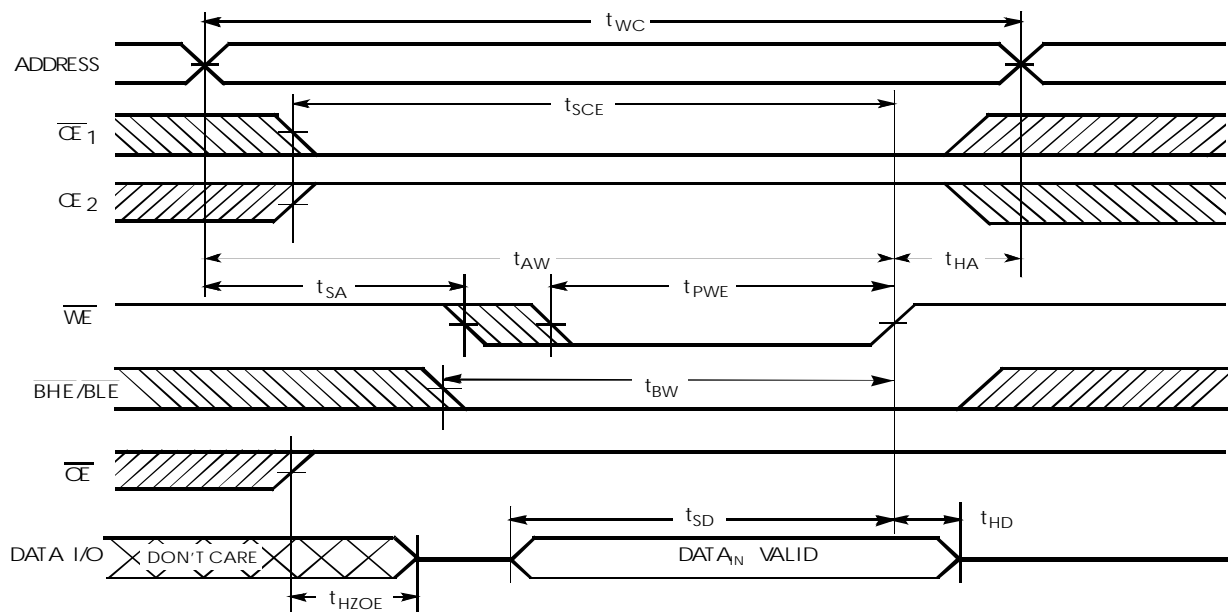 tWC
ADDRESS
tSCE
CE1
CE2
tAW
tHA
tSA
tPWE
WE
BHE/BLE
tBW
OE
tSD
tHD
DATA I/O
DON'T CARE
DATAIN VALID
tHZOE